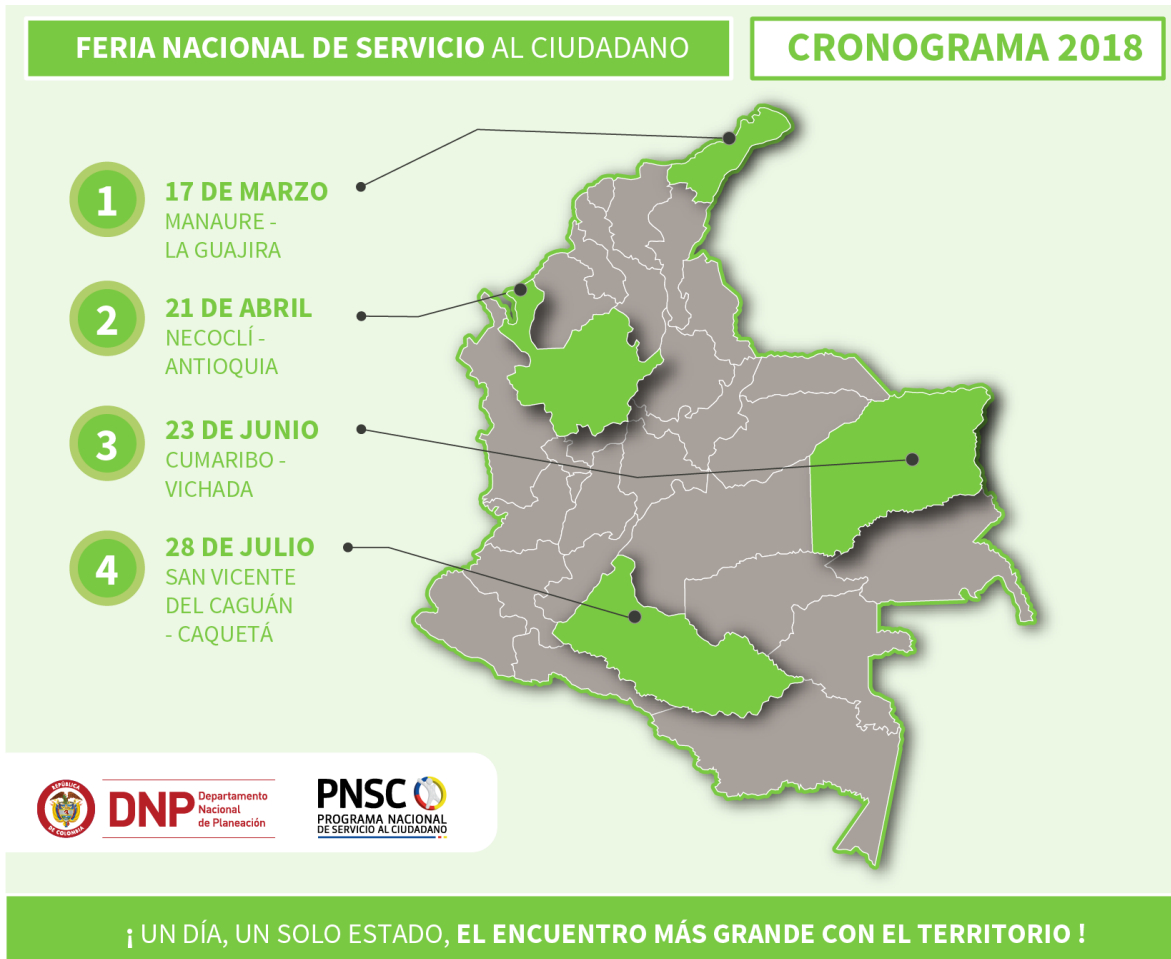 FERIA NACIONAL DE SERVICIO AL CIUDADANO
CRONOGRAMA 2018
1
17 DE MARZO
MANAURE -
LA GUAJIRA
2
21 DE ABRIL
NECOCLÍ -
ANTIOQUIA
3
23 DE JUNIO
CUMARIBO -
VICHADA
4
28 DE JULIO
SAN VICENTE
DEL CAGUÁN
- CAQUETÁ
REPÚBLICA
DE COLOMBIA
DNP
Departamento
Nacional
de Planeación
PNSC
PROGRAMA NACIONAL
DE SERVICIO AL CIUDADANO
¡ UN DÍA, UN SOLO ESTADO, EL ENCUENTRO MÁS GRANDE CON EL TERRITORIO !